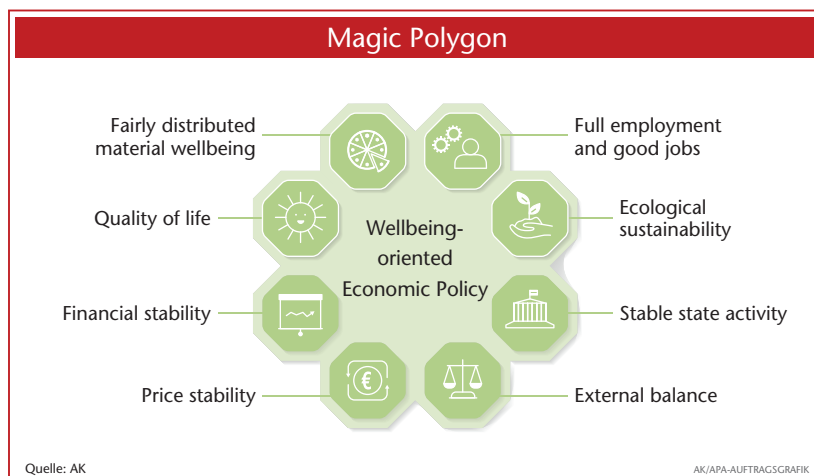 Magic Polygon
Fairly distributed
material wellbeing
Full employment
and good jobs
Quality of life
Ecological
sustainability
Wellbeing-
oriented
Economic Policy
Financial stability
Stable state activity
Price stability
€
External balance
Quelle: AK
AK/APA-AUFTRAGSGRAFIK